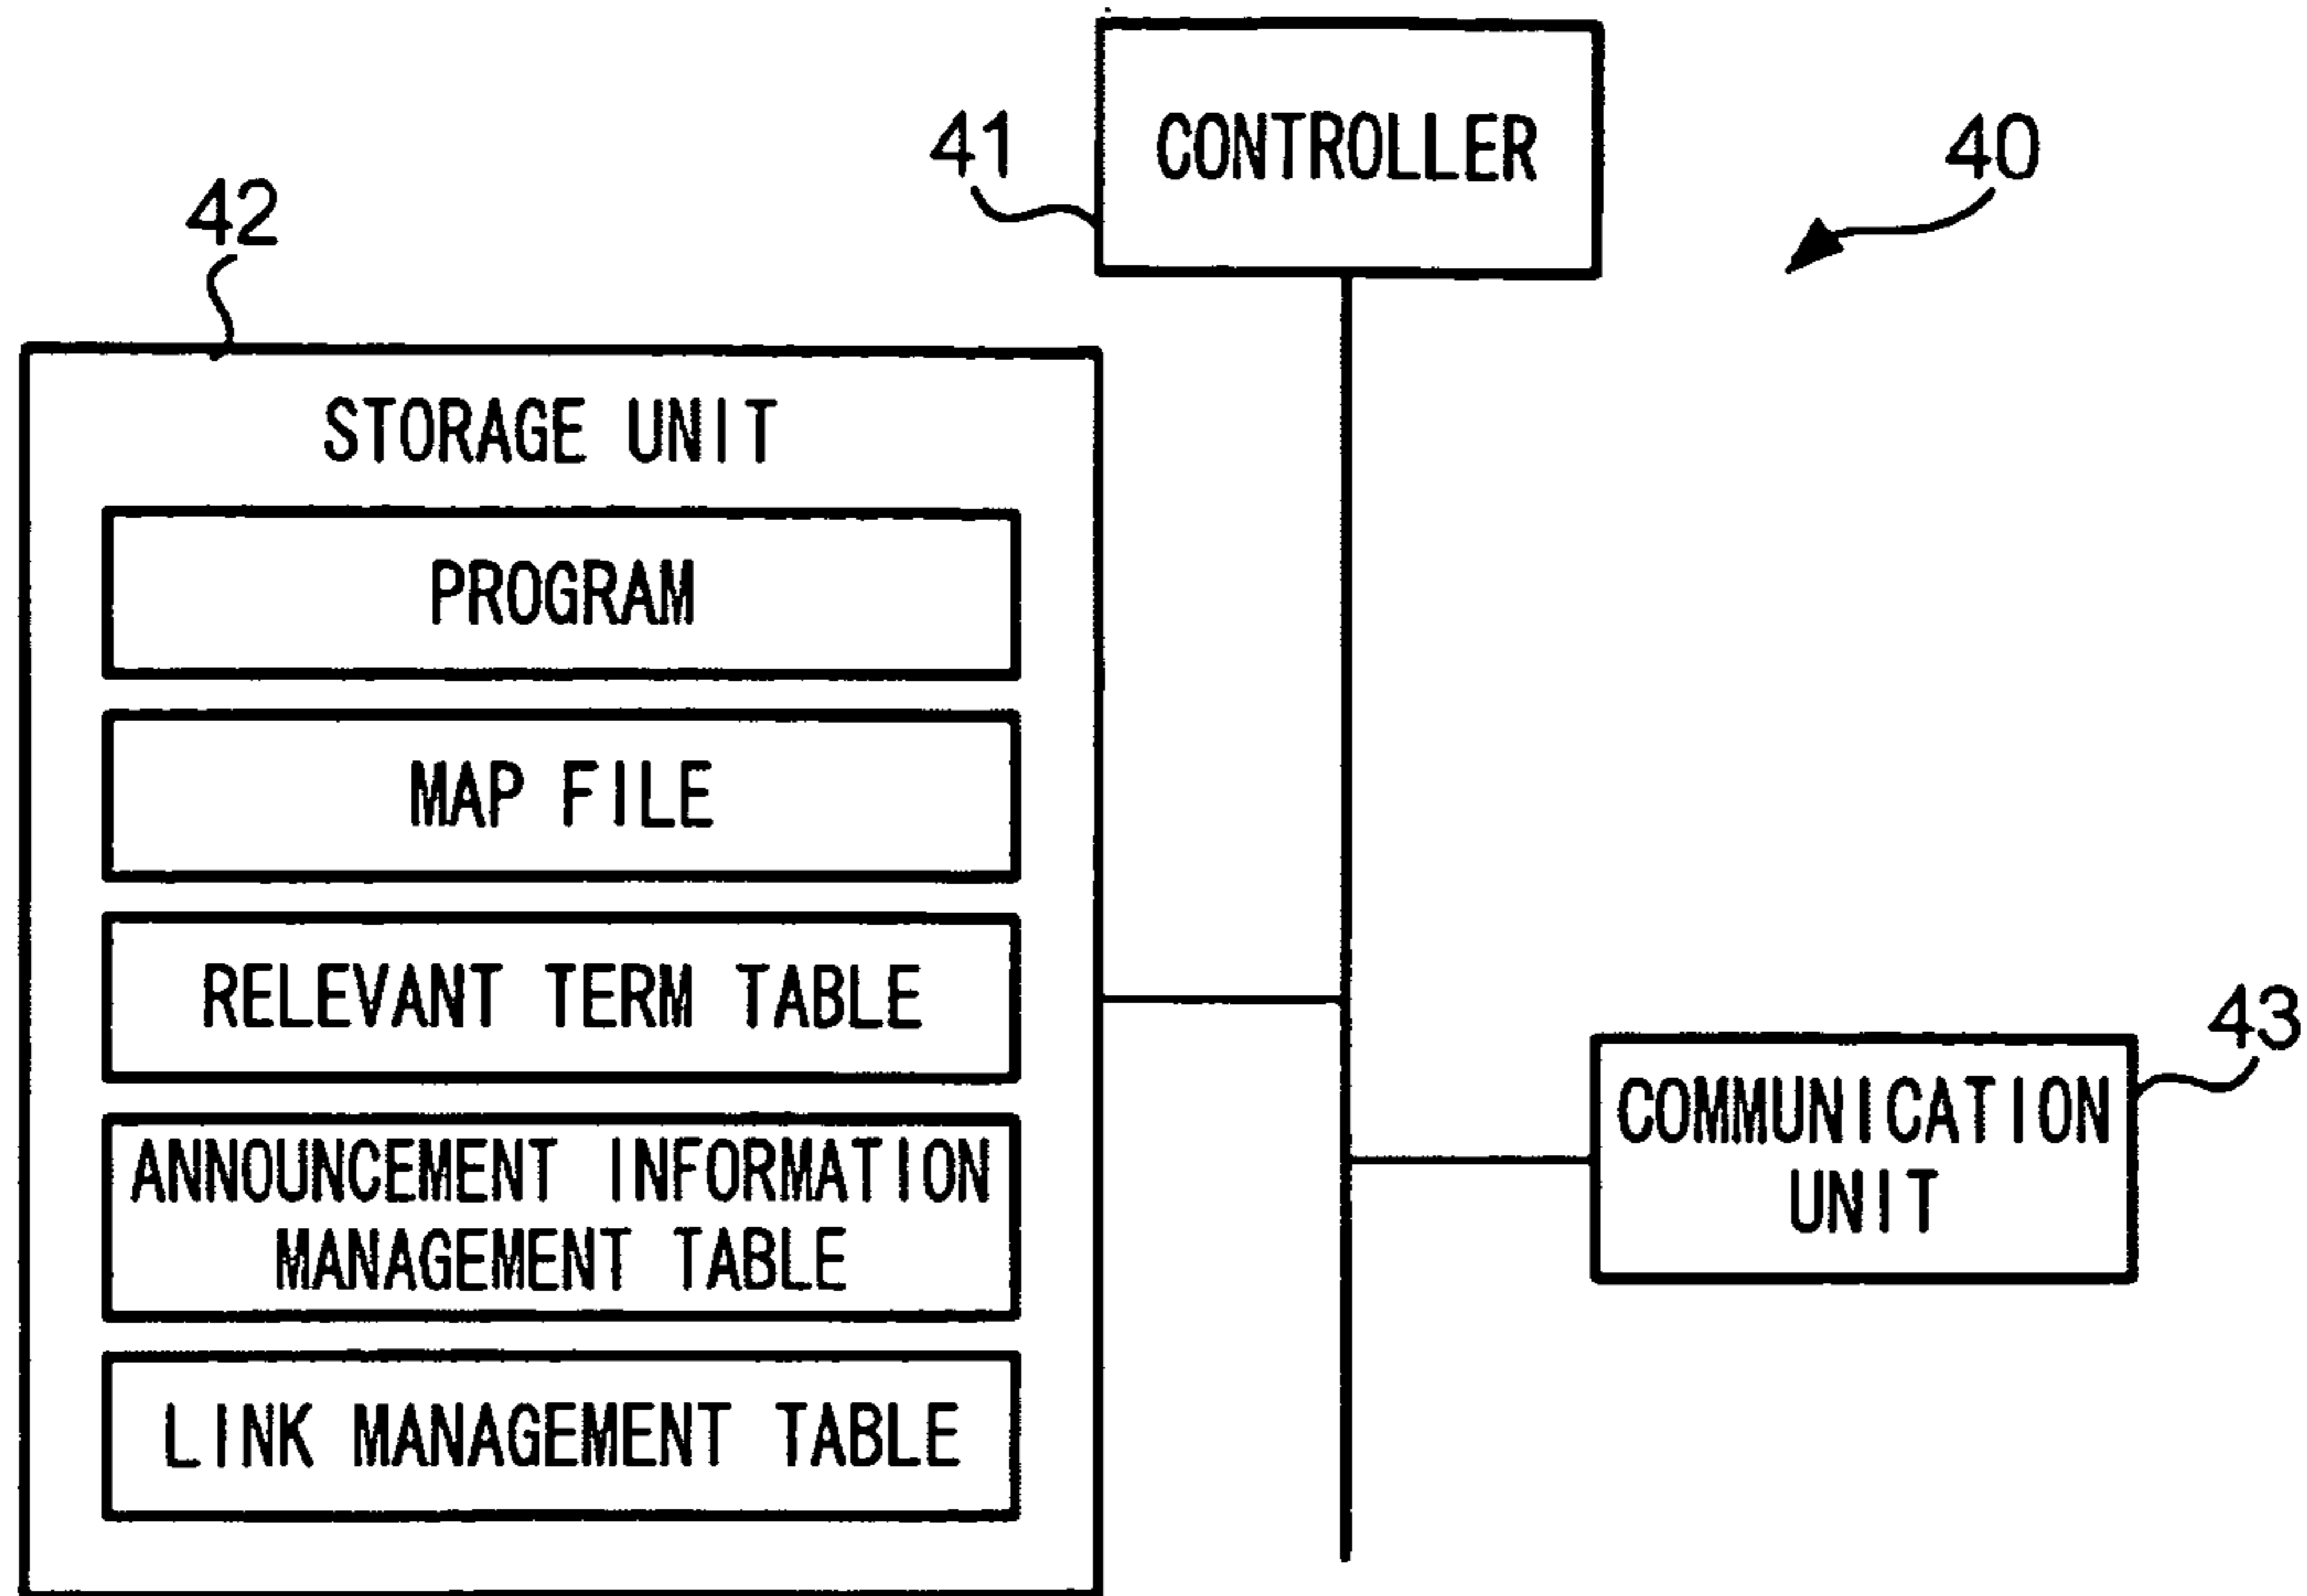 41
CONTROLLER
40
42
STORAGE UNIT
PROGRAM
MAP FILE
RELEVANT TERM TABLE
ANNOUNCEMENT INFORMATION
MANAGEMENT TABLE
LINK MANAGEMENT TABLE
43
COMMUNICATION
UNIT